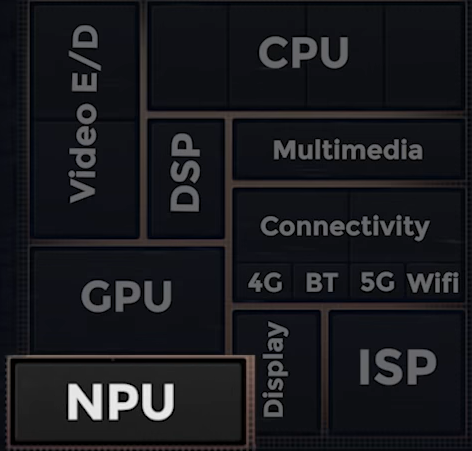 Video E/D
CPU
DSP
Multimedia
Connectivity
4G BT 5G Wifi
GPU
Display
ISP
NPU